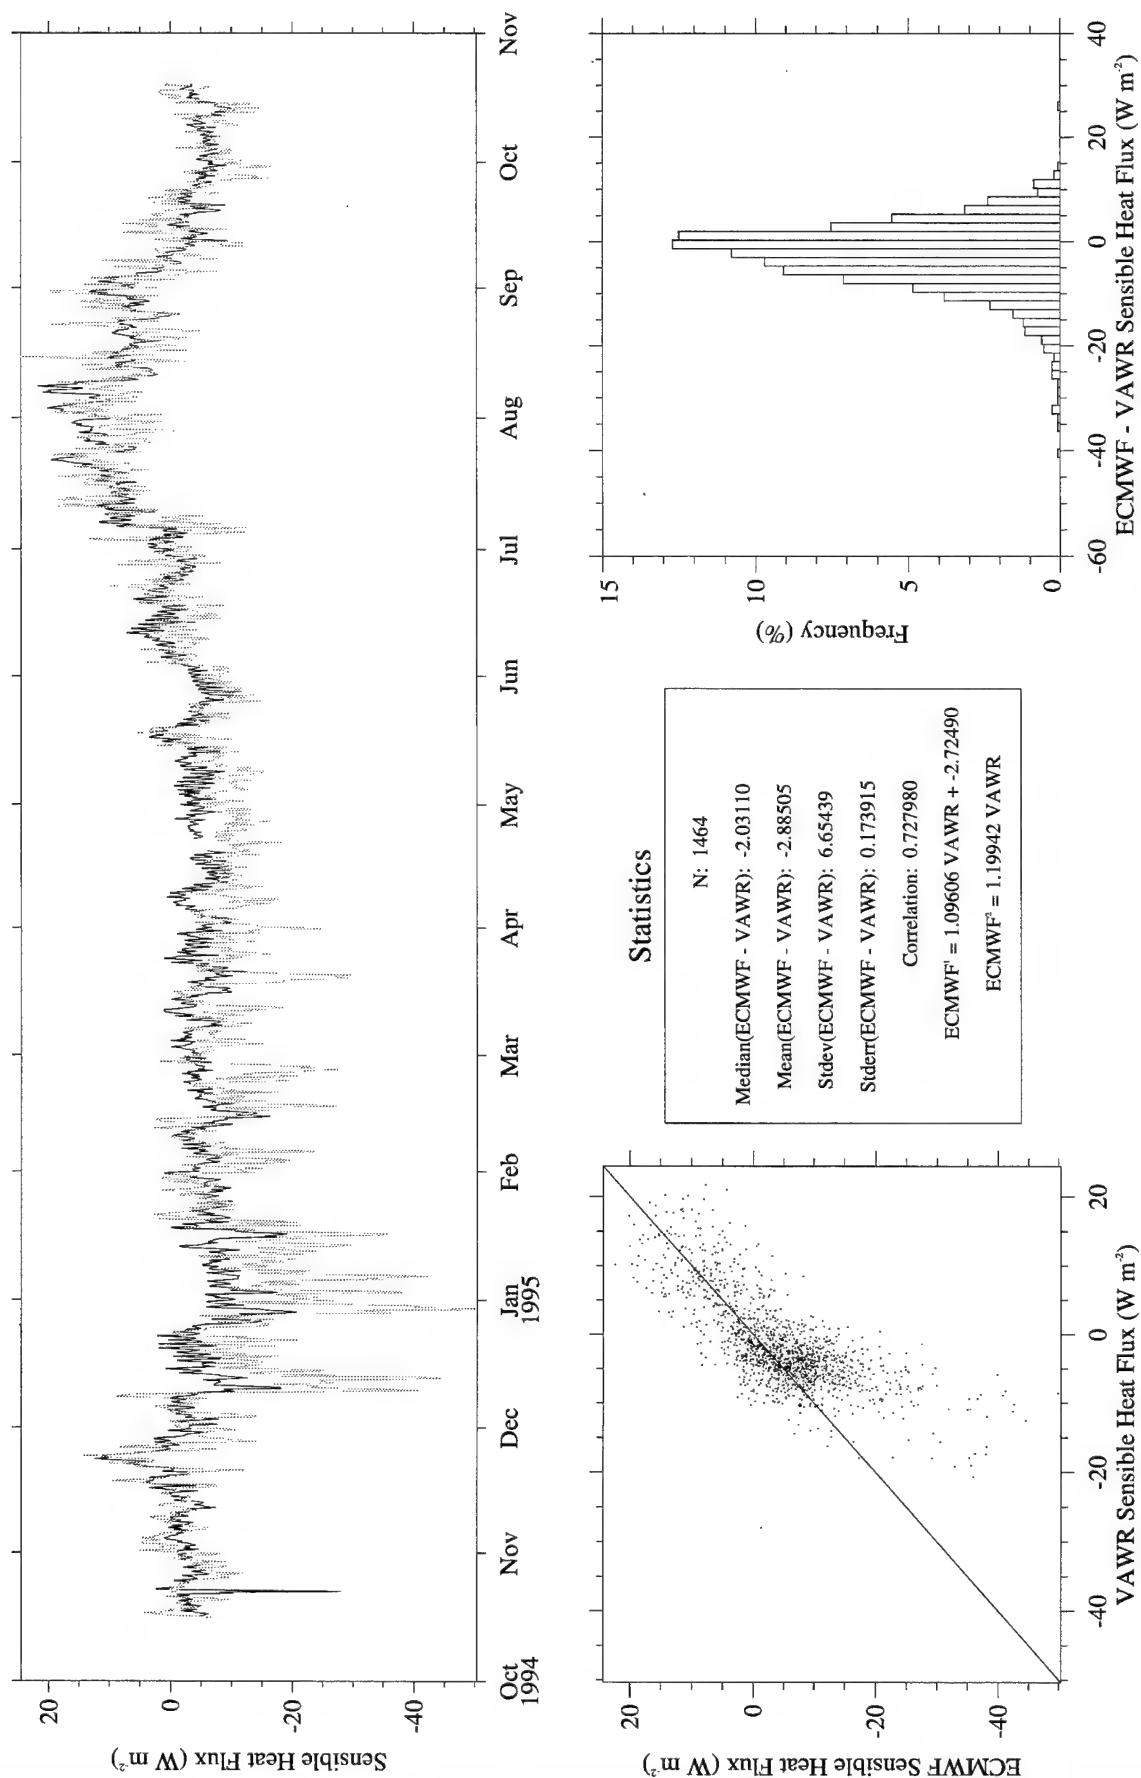 Sensible Heat Flux (W m⁻²)
20
0
-20
-40
Oct Nov Dec Jan Feb Mar Apr May Jun Jul Aug Sep Oct Nov
1994 1995
ECMWF Sensible Heat Flux (W m⁻²)
20
0
-20
-40
-40 -20 0 20
VAWR Sensible Heat Flux (W m⁻²)
Statistics
N: 1464
Median(ECMWF - VAWR): -2.03110
Mean(ECMWF - VAWR): -2.88505
Stdev(ECMWF - VAWR): 6.65439
Stderr(ECMWF - VAWR): 0.173915
Correlation: 0.727980
ECMWF¹ = 1.09606 VAWR + -2.72490
ECMWF² = 1.19942 VAWR
Frequency (%)
15
10
5
0
-60 -40 -20 0 20 40
ECMWF - VAWR Sensible Heat Flux (W m⁻²)